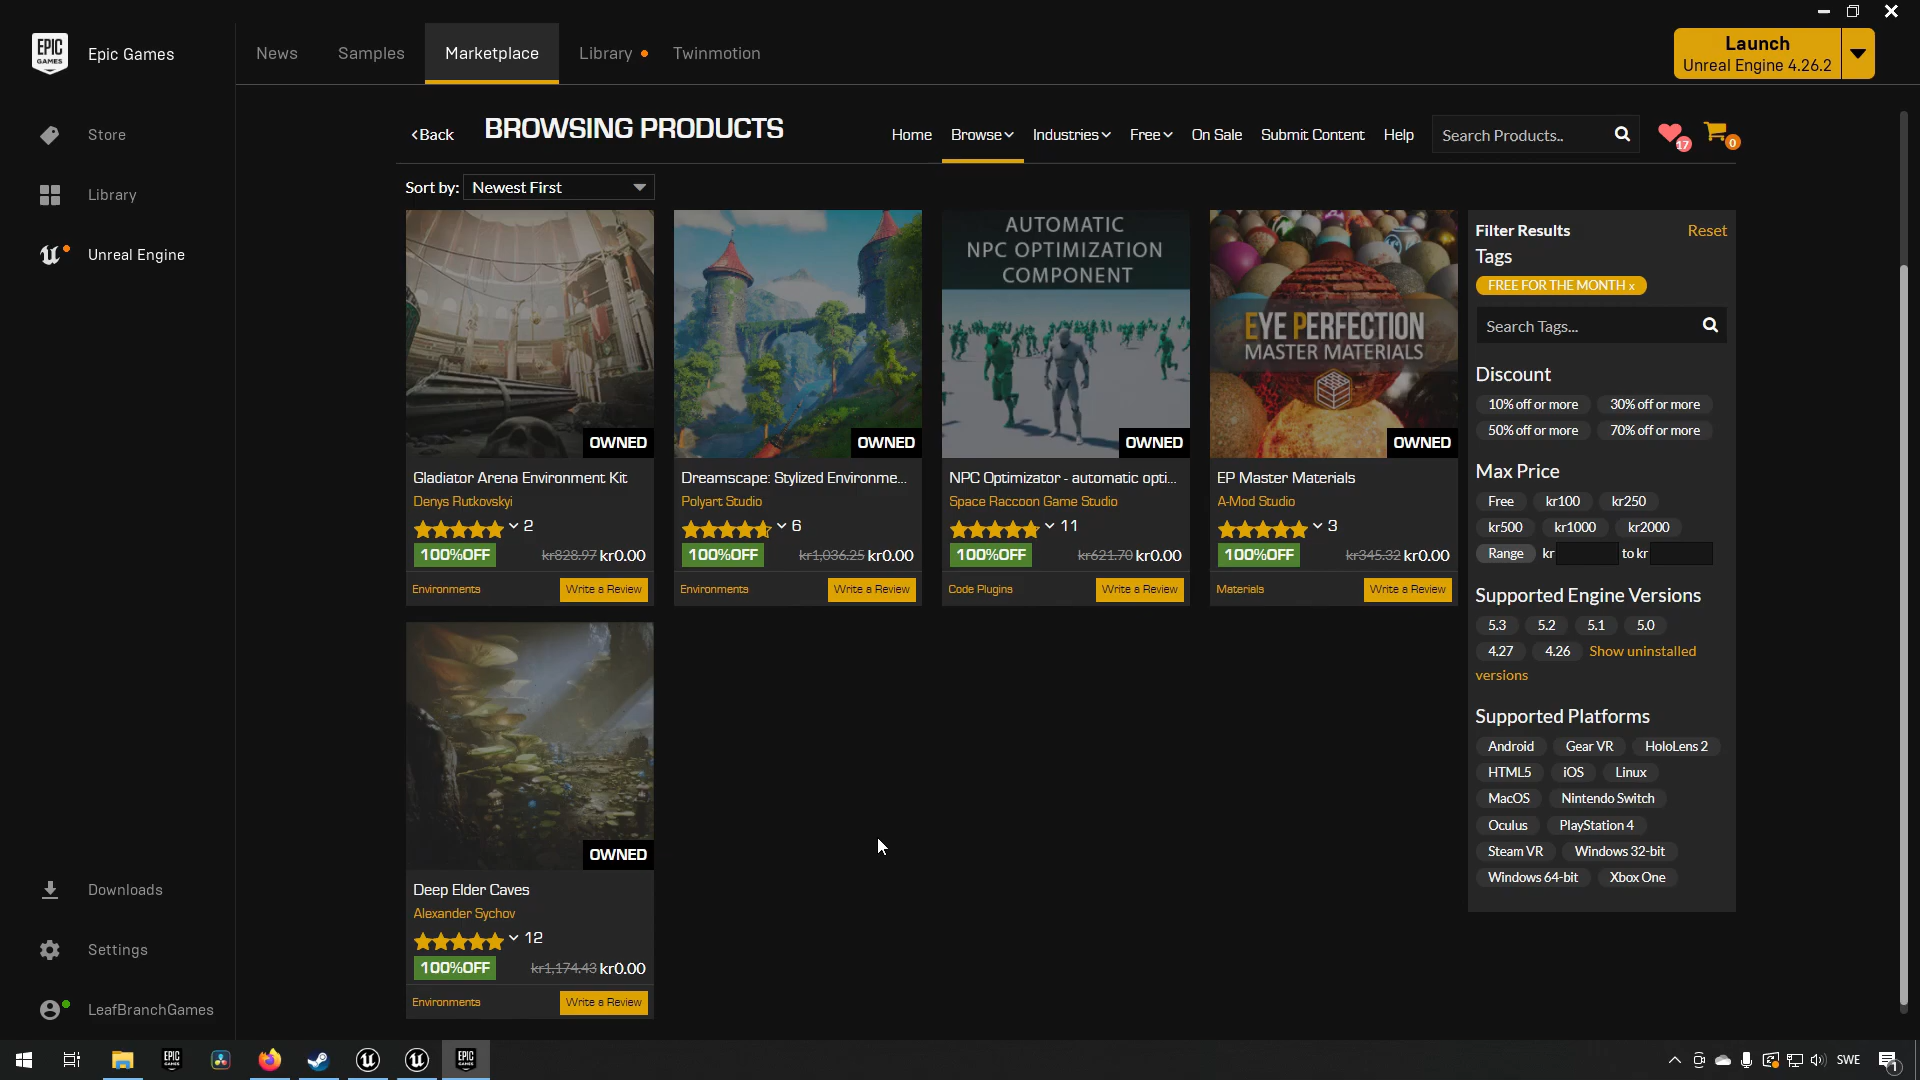 EPIC GAMES
Epic Games
News
Samples
Marketplace
Library
Twinmotion
Launch
Unreal Engine 4.26.2
Store
Library
Unreal Engine
Downloads
Settings
LeafBranchGames
Back
BROWSING PRODUCTS
Home
Browse
Industries
Free
On Sale
Submit Content
Help
Search Products..
17
0
Sort by:
Newest First
OWNED
Gladiator Arena Environment Kit
Denys Rutkovskyi
2
100%OFF
kr828.97 kr0.00
Environments
Write a Review
OWNED
Dreamscape: Stylized Environme...
Polyart Studio
6
100%OFF
kr1,036.25 kr0.00
Environments
Write a Review
AUTOMATIC
NPC OPTIMIZATION
COMPONENT
OWNED
NPC Optimizator - automatic opti...
Space Raccoon Game Studio
11
100%OFF
kr621.70 kr0.00
Code Plugins
Write a Review
EYE PERFECTION
MASTER MATERIALS
OWNED
EP Master Materials
A-Mod Studio
3
100%OFF
kr345.32 kr0.00
Materials
Write a Review
OWNED
Deep Elder Caves
Alexander Sychov
12
100%OFF
kr1,174.43 kr0.00
Environments
Write a Review
Filter Results
Reset
Tags
FREE FOR THE MONTH x
Search Tags...
Discount
10% off or more
30% off or more
50% off or more
70% off or more
Max Price
Free
kr100
kr250
kr500
kr1000
kr2000
Range
kr
to kr
Supported Engine Versions
5.3
5.2
5.1
5.0
4.27
4.26
Show uninstalled
versions
Supported Platforms
Android
Gear VR
HoloLens 2
HTML5
iOS
Linux
MacOS
Nintendo Switch
Oculus
PlayStation 4
Steam VR
Windows 32-bit
Windows 64-bit
Xbox One
EPIC GAMES
EPIC GAMES
SWE
1